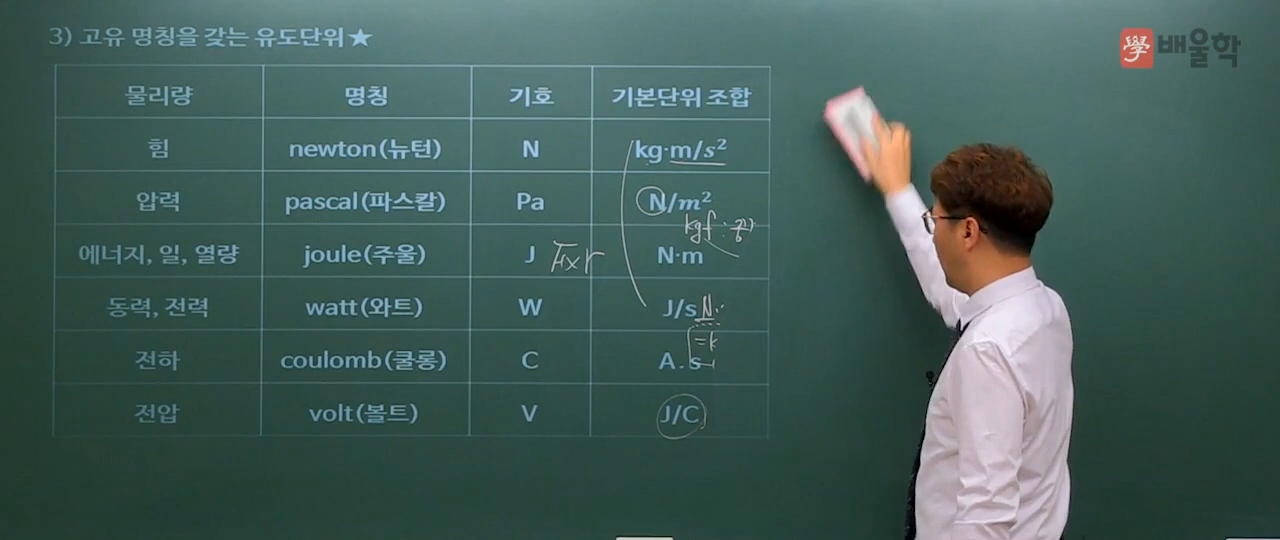 3) 고유 명칭을 갖는 유도단위★
學 배울학
물리량 명칭 기호 기본단위 조합
힘 newton(뉴턴) N kg·m/s²
압력 pascal(파스칼) Pa N/m²
kgf :
에너지, 일, 열량 joule(주울) J F×r N·m
동력, 전력 watt(와트) W J/s N
=k
전하 coulomb(쿨롱) C A.s
전압 volt(볼트) V J/C